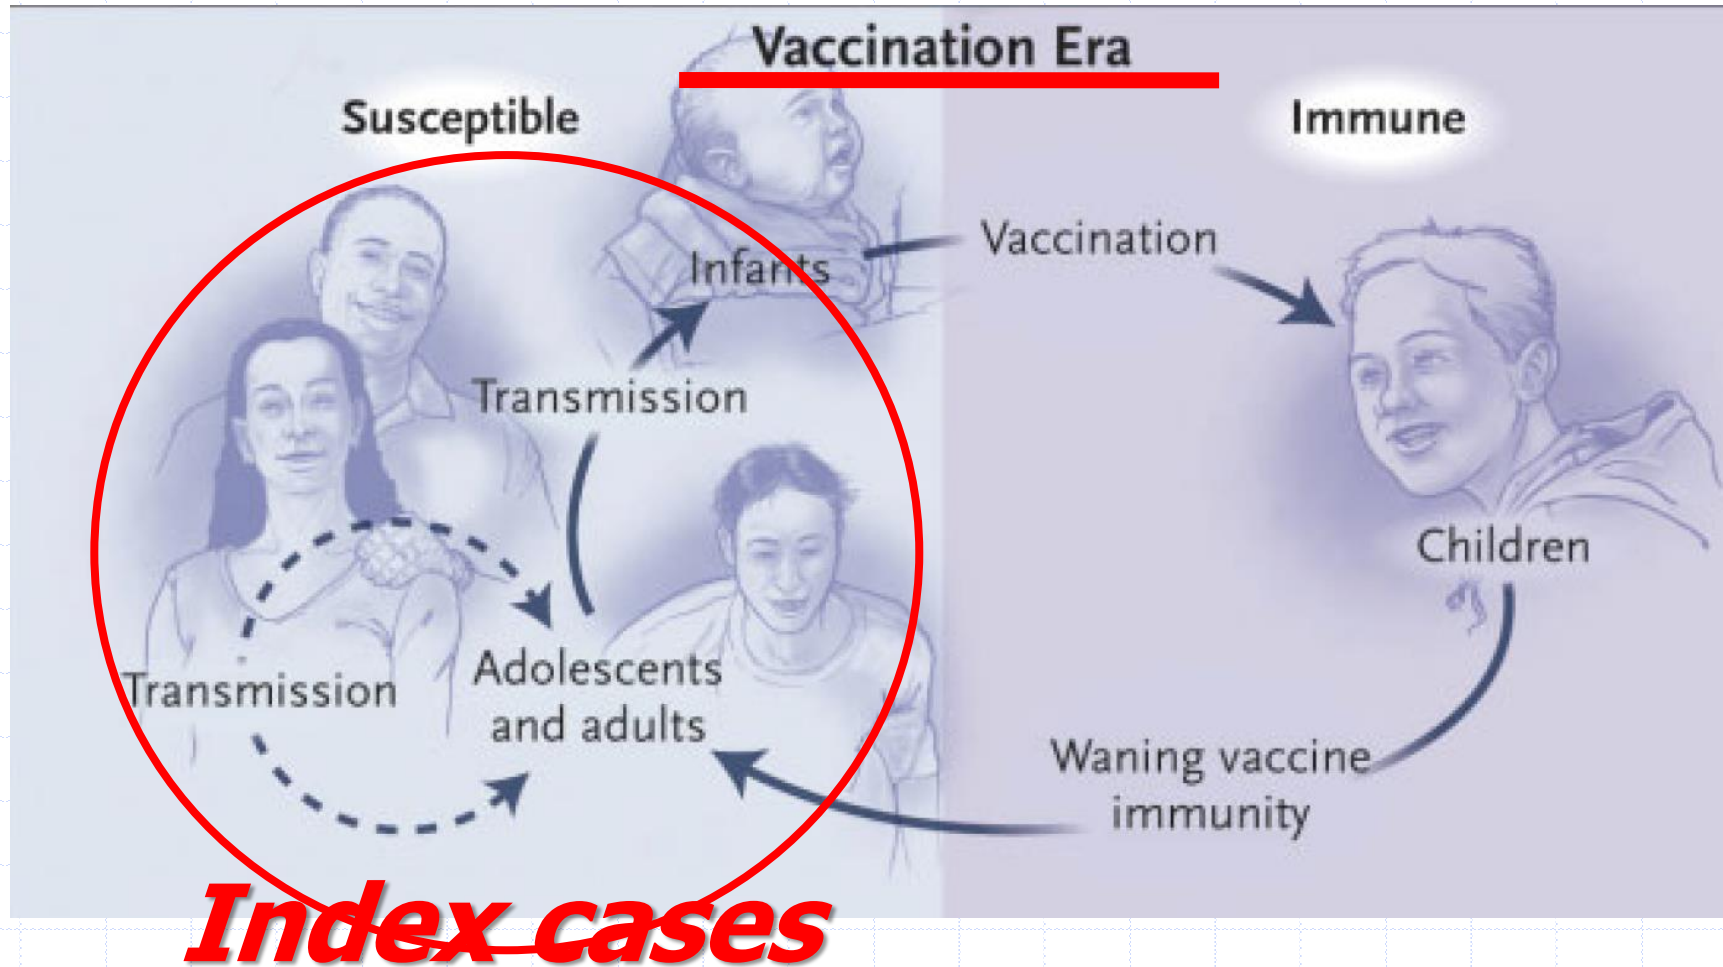 Vaccination Era
Susceptible
Immune
Infants
Vaccination
Transmission
Children
Transmission
Adolescents
and adults
Waning vaccine
immunity
Index cases